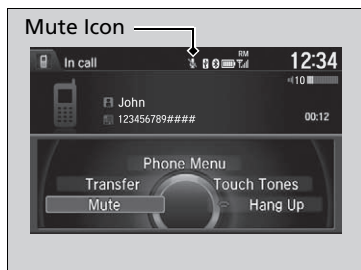 Mute Icon
In call RM 12:34
10
John
123456789#### 00:12
Phone Menu
Transfer Touch Tones
Mute Hang Up